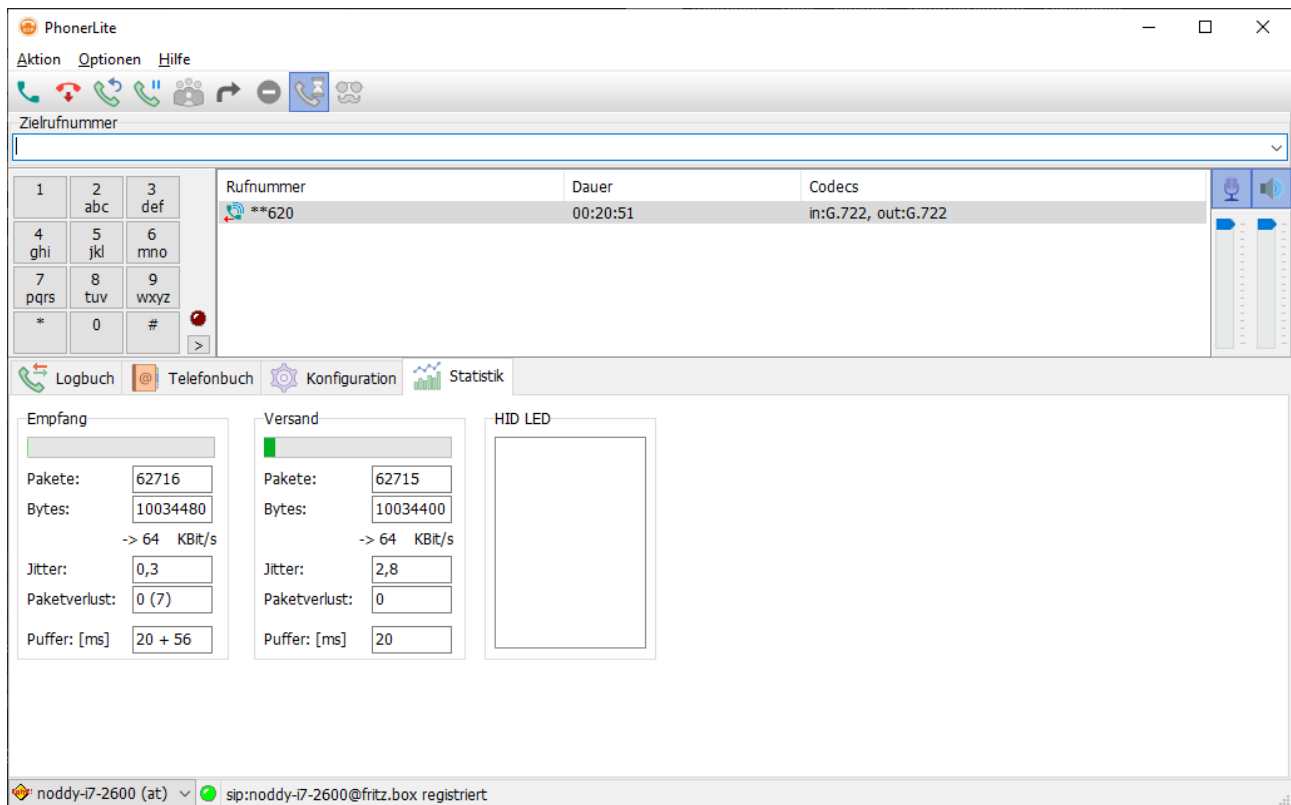 PhonerLite
Aktion Optionen Hilfe
Zielrufnummer
1 2 abc 3 def
4 ghi 5 jkl 6 mno
7 pqrs 8 tuv 9 wxyz
* 0 #
>
Rufnummer Dauer Codecs
**620 00:20:51 in:G.722, out:G.722
Logbuch @ Telefonbuch Konfiguration Statistik
Empfang
Pakete: 62716
Bytes: 10034480
-> 64 KBit/s
Jitter: 0,3
Paketverlust: 0 (7)
Puffer: [ms] 20 + 56
Versand
Pakete: 62715
Bytes: 10034400
-> 64 KBit/s
Jitter: 2,8
Paketverlust: 0
Puffer: [ms] 20
HID LED
noddy-i7-2600 (at) sip:noddy-i7-2600@fritz.box registriert